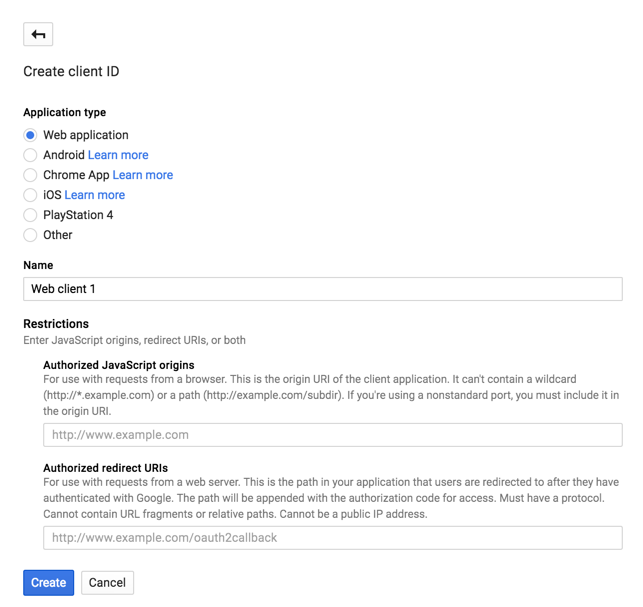 Create client ID
Application type
Web application
Android Learn more
Chrome App Learn more
iOS Learn more
PlayStation 4
Other
Name
Web client 1
Restrictions
Enter JavaScript origins, redirect URIs, or both
Authorized JavaScript origins
For use with requests from a browser. This is the origin URI of the client application. It can't contain a wildcard
(http://*.example.com) or a path (http://example.com/subdir). If you're using a nonstandard port, you must include it in
the origin URI.
http://www.example.com
Authorized redirect URIs
For use with requests from a web server. This is the path in your application that users are redirected to after they have
authenticated with Google. The path will be appended with the authorization code for access. Must have a protocol.
Cannot contain URL fragments or relative paths. Cannot be a public IP address.
http://www.example.com/oauth2callback
Create Cancel